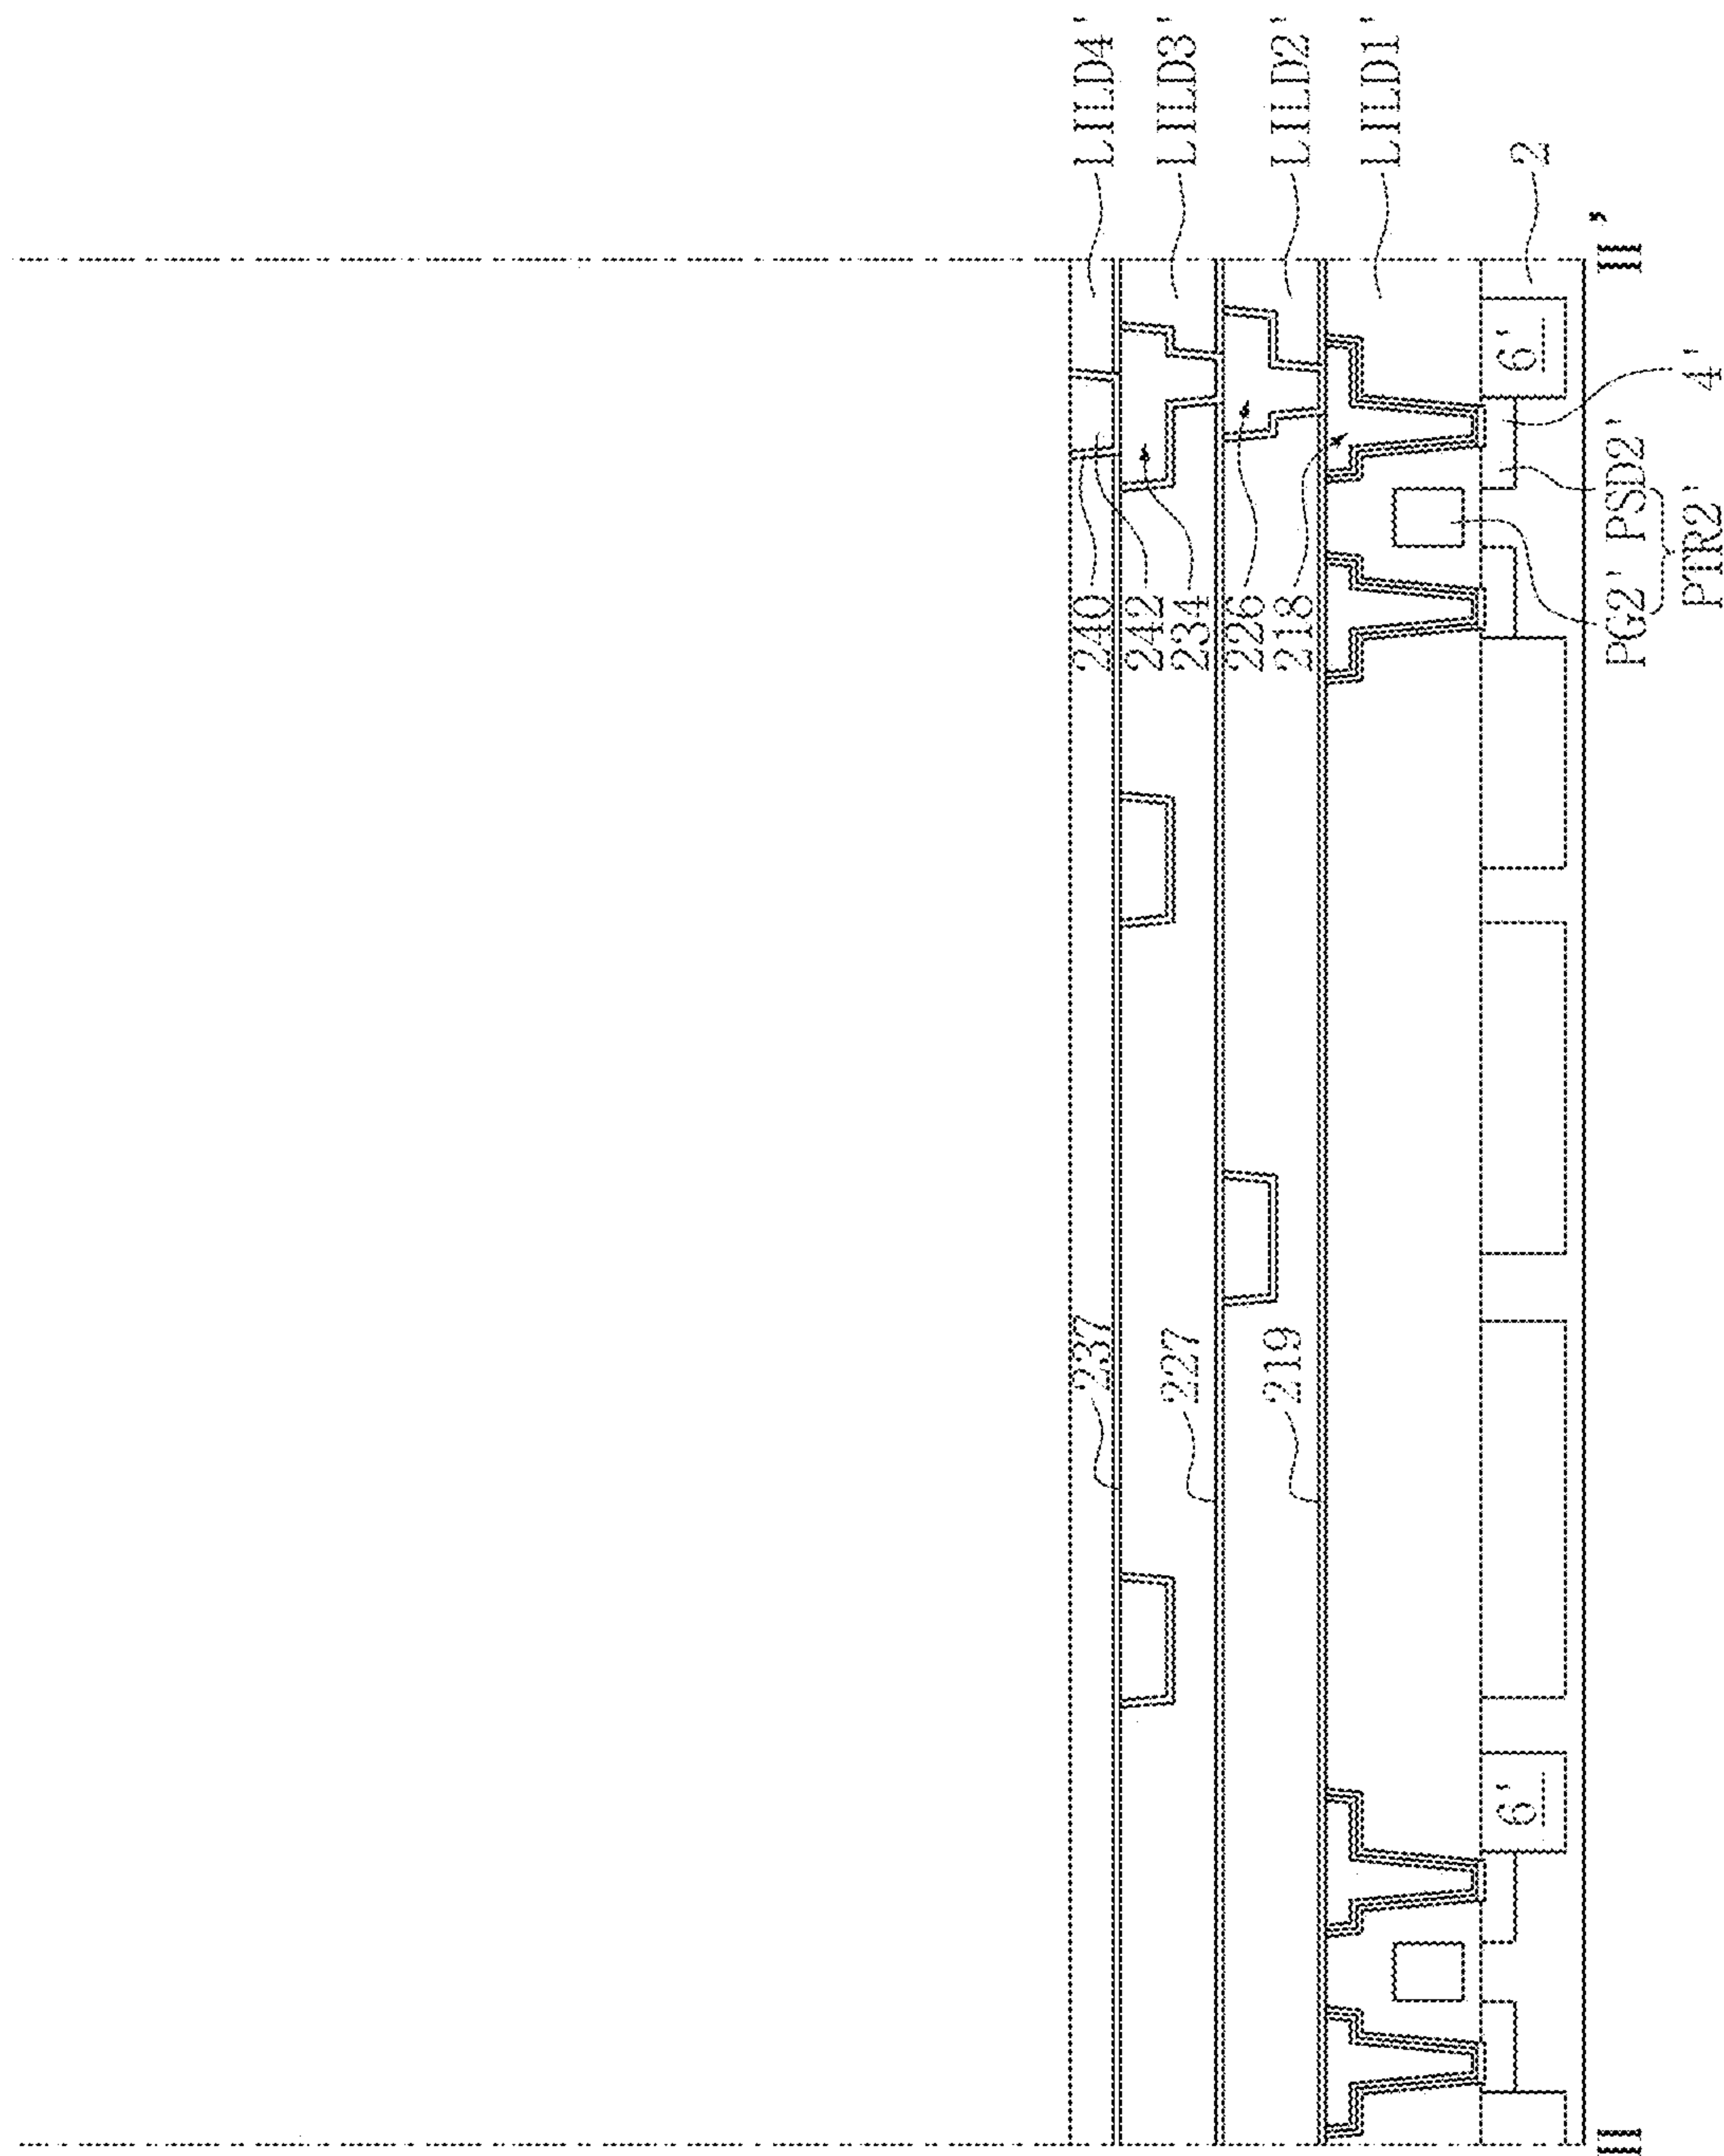 237 240 LILD4'
242
227 234 LILD3'
226
219 218 LILD2'
LILD1'
6' 6' 2
II II'
PG2' PSD2' 4'
PTR2'